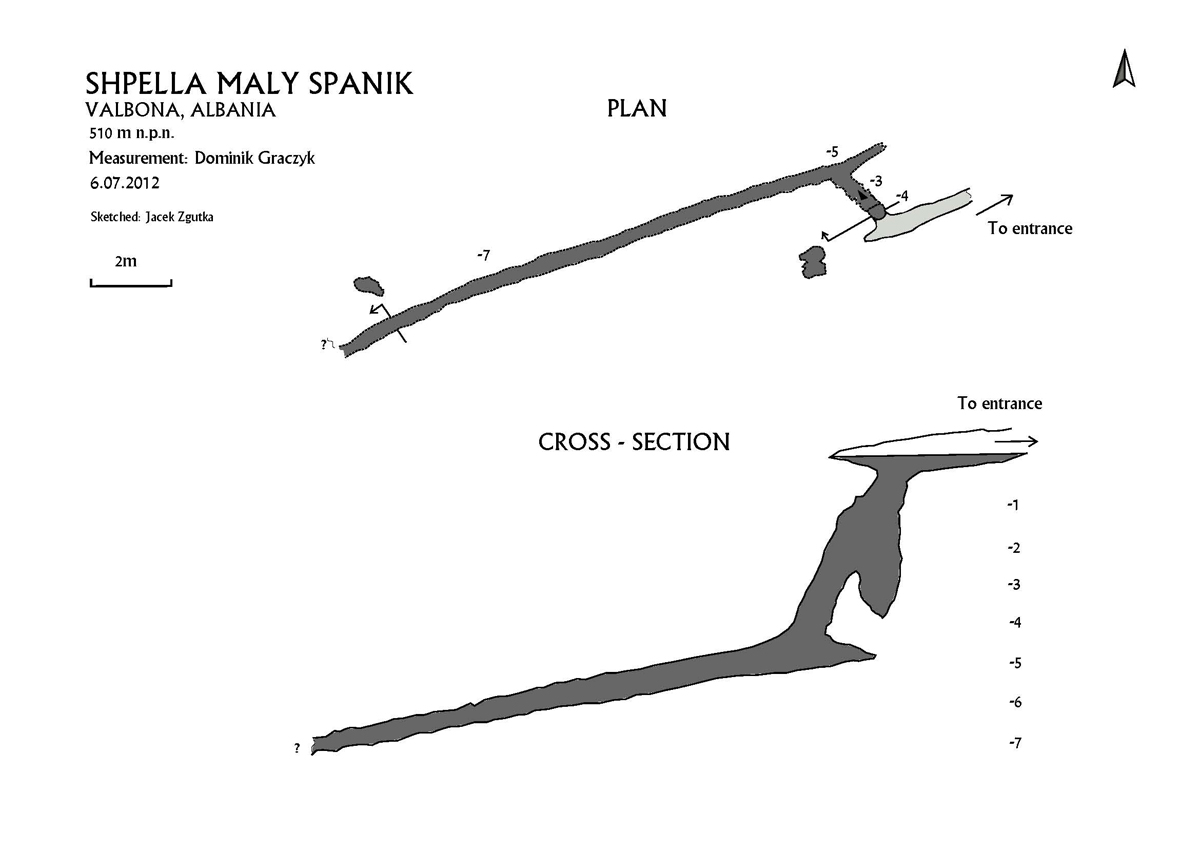 SHPELLA MALY SPANIK
VALBONA, ALBANIA
510 m n.p.n.
Measurement: Dominik Graczyk
6.07.2012
Sketched: Jacek Zgutka
2m
PLAN
-5
-3
-4
To entrance
-7
?
To entrance
CROSS - SECTION
-1
-2
-3
-4
-5
-6
-7
?